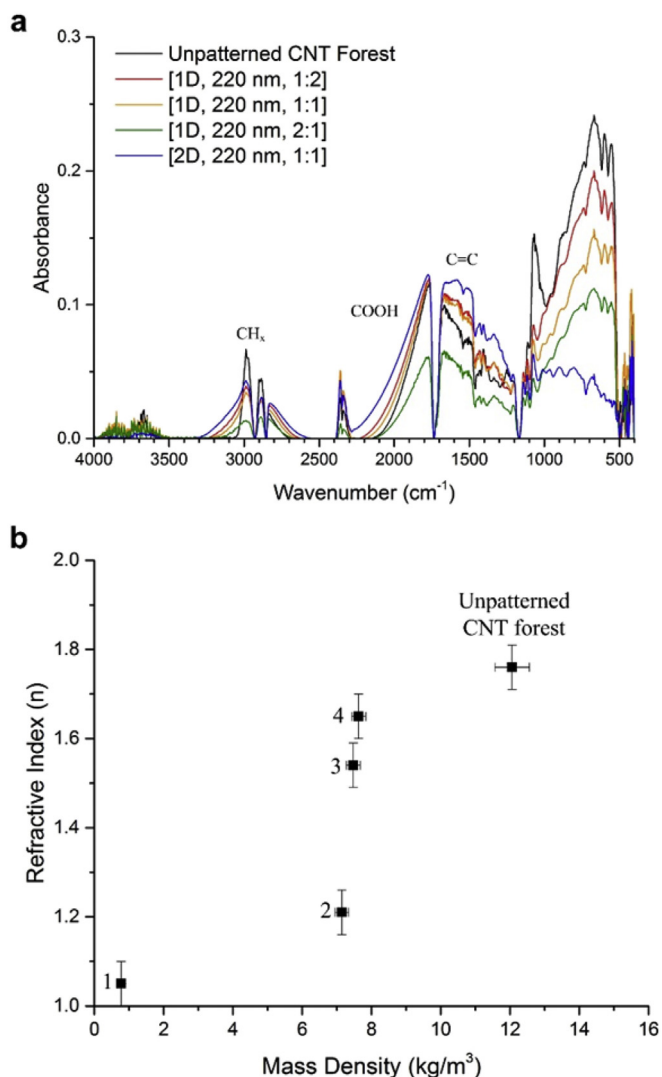 a
0.3
0.2
0.1
0.0
Absorbance
Unpatterned CNT Forest
[1D, 220 nm, 1:2]
[1D, 220 nm, 1:1]
[1D, 220 nm, 2:1]
[2D, 220 nm, 1:1]
CHₓ
COOH
C=C
4000 3500 3000 2500 2000 1500 1000 500
Wavenumber (cm⁻¹)
b
2.0
1.8
1.6
1.4
1.2
1.0
Refractive Index (n)
Unpatterned
CNT forest
4
3
2
1
0 2 4 6 8 10 12 14 16
Mass Density (kg/m³)